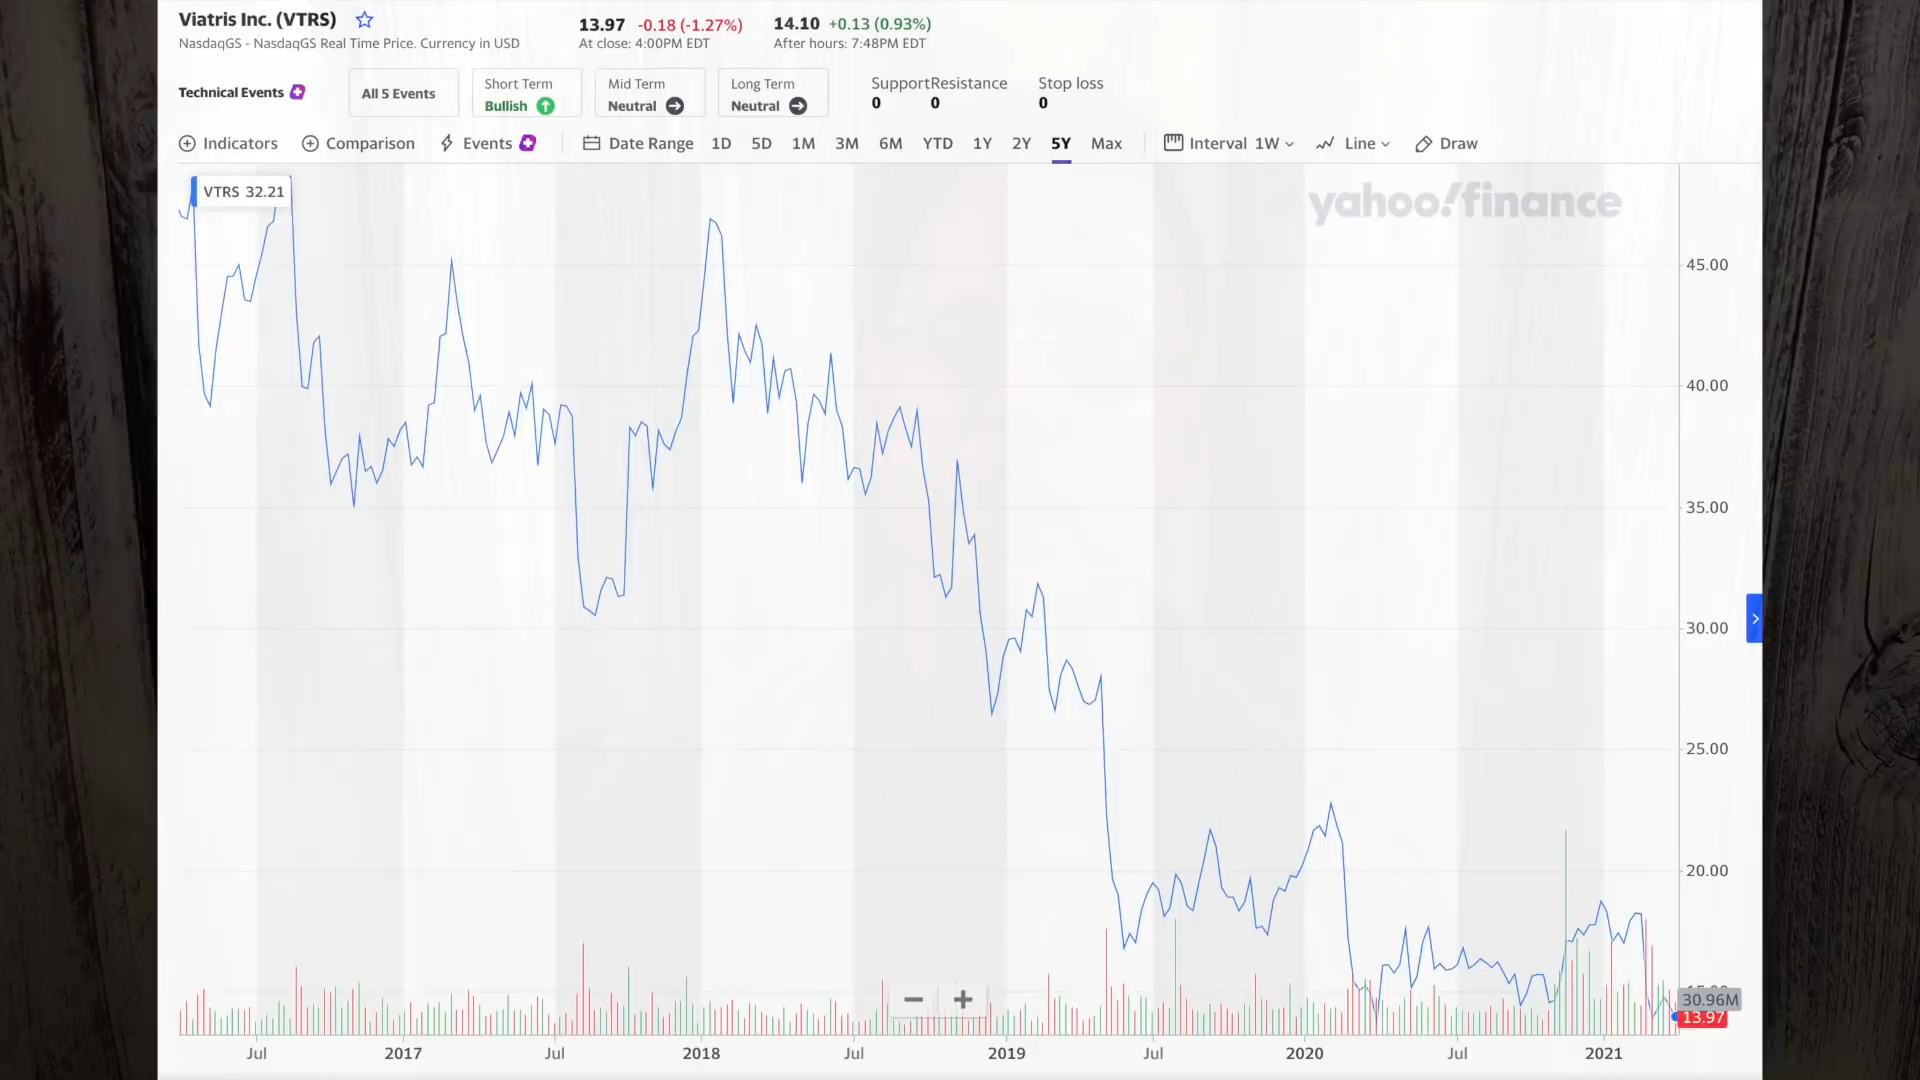 Viatris Inc. (VTRS)
13.97 -0.18 (-1.27%)
14.10 +0.13 (0.93%)
NasdaqGS - NasdaqGS Real Time Price. Currency in USD
At close: 4:00PM EDT
After hours: 7:48PM EDT
Technical Events
All 5 Events
Short Term
Bullish
Mid Term
Neutral
Long Term
Neutral
Support
0
Resistance
0
Stop loss
0
Indicators
Comparison
Events
Date Range
1D
5D
1M
3M
6M
YTD
1Y
2Y
5Y
Max
Interval 1W
Line
Draw
VTRS 32.21
yahoo!finance
45.00
40.00
35.00
30.00
25.00
20.00
15.00
30.96M
13.97
Jul
2017
Jul
2018
Jul
2019
Jul
2020
Jul
2021